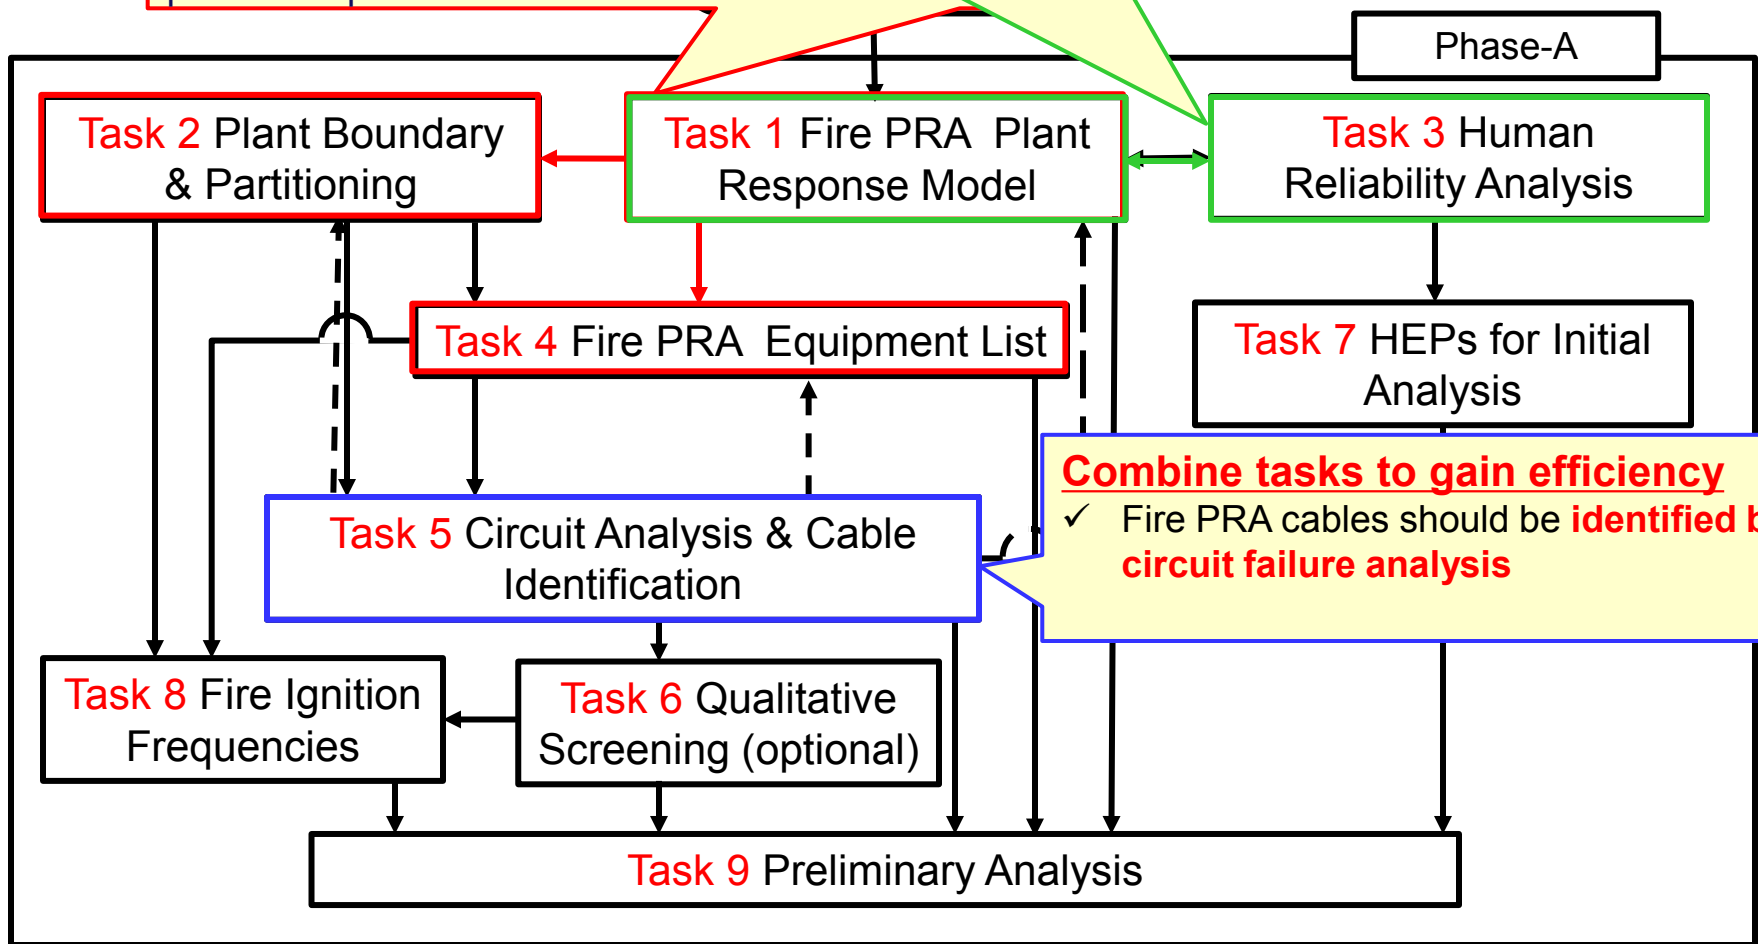 Phase-A
Task 2 Plant Boundary
& Partitioning
Task 1 Fire PRA Plant
Response Model
Task 3 Human
Reliability Analysis
Task 4 Fire PRA Equipment List
Task 7 HEPs for Initial
Analysis
Combine tasks to gain efficiency
✓ Fire PRA cables should be identified
circuit failure analysis
Task 5 Circuit Analysis & Cable
Identification
Task 8 Fire Ignition
Frequencies
Task 6 Qualitative
Screening (optional)
Task 9 Preliminary Analysis